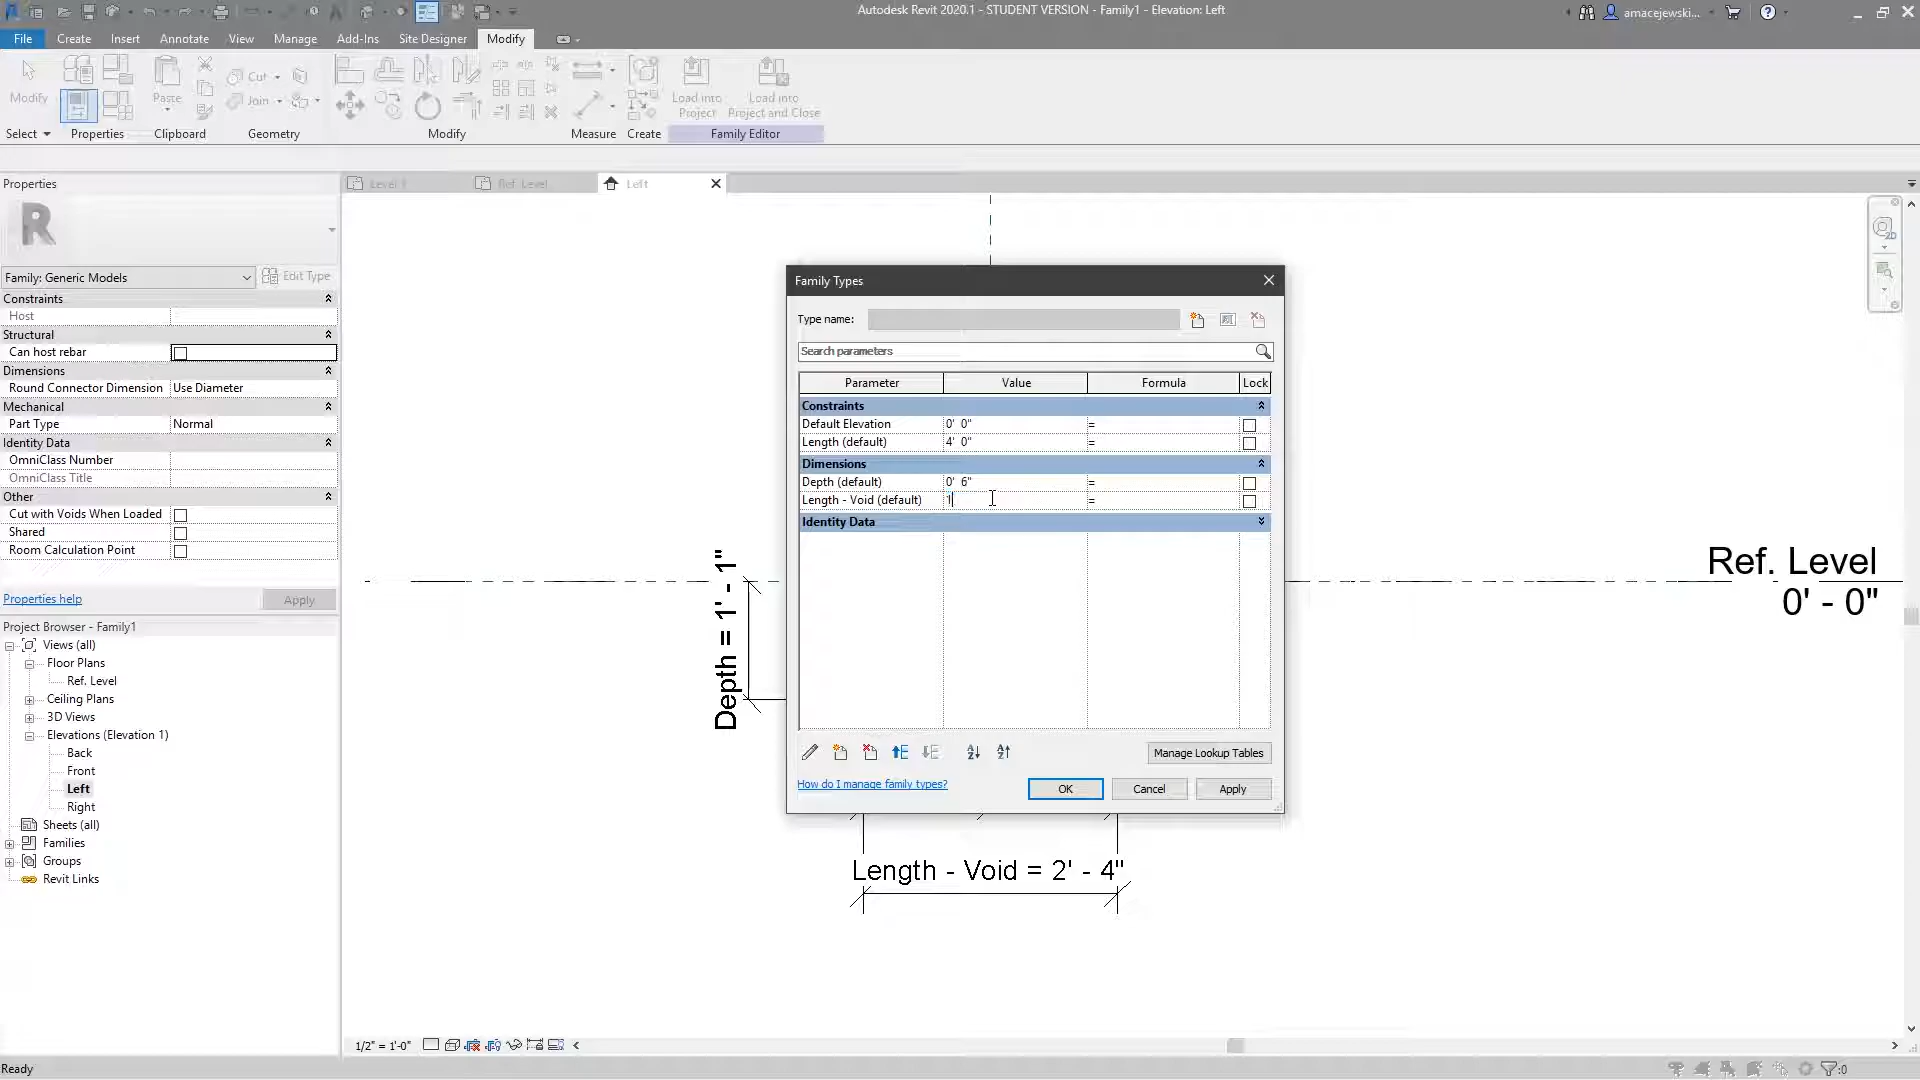 Autodesk Revit 2020.1 - STUDENT VERSION - Family1 - Elevation: Left
amacejewski...
File Create Insert Annotate View Manage Add-Ins Site Designer Modify
Modify
Paste
Cut
Join
Load into Project
Load into Project and Close
Select Properties Clipboard Geometry Modify Measure Create Family Editor
Properties
Level 1
Ref. Level
Left
R
Family: Generic Models
Edit Type
Constraints
Host
Structural
Can host rebar
Dimensions
Round Connector Dimension Use Diameter
Mechanical
Part Type Normal
Identity Data
OmniClass Number
OmniClass Title
Other
Cut with Voids When Loaded
Shared
Room Calculation Point
Properties help
Apply
Project Browser - Family1
Views (all)
Floor Plans
Ref. Level
Ceiling Plans
3D Views
Elevations (Elevation 1)
Back
Front
Left
Right
Sheets (all)
Families
Groups
Revit Links
Family Types
Type name:
Search parameters
Parameter Value Formula Lock
Constraints
Default Elevation 0' 0" =
Length (default) 4' 0" =
Dimensions
Depth (default) 0' 6" =
Length - Void (default) 1 =
Identity Data
Manage Lookup Tables
How do I manage family types?
OK Cancel Apply
Depth = 1' - 1"
Length - Void = 2' - 4"
Ref. Level
0' - 0"
2D
1/2" = 1'-0"
Ready
:0